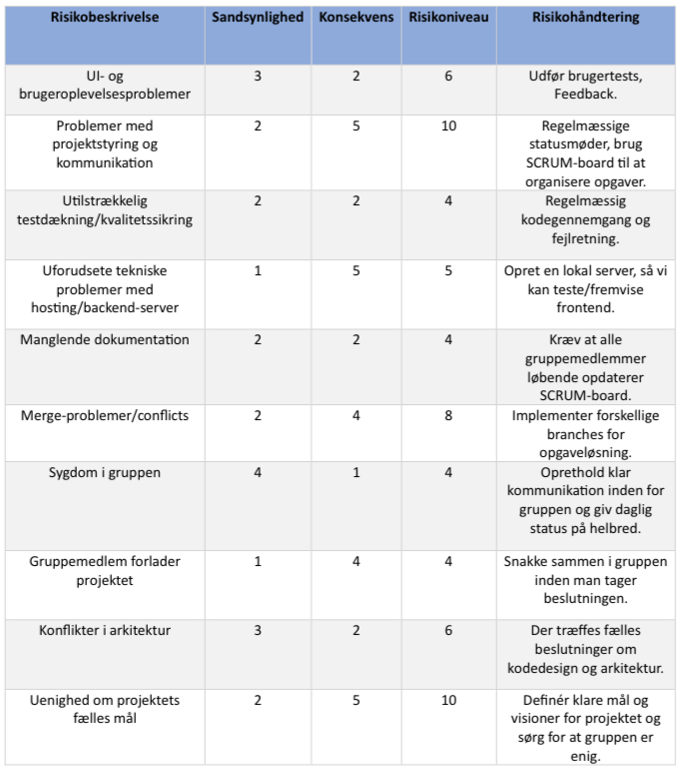 Risikobeskrivelse Sandsynlighed Konsekvens Risikoniveau Risikohåndtering
UI- og 3 2 6 Udfør brugertests,
brugeroplevelsesproblemer Feedback.
Problemer med 2 5 10 Regelmæssige
projektstyring og statusmøder, brug
kommunikation SCRUM-board til at
organisere opgaver.
Utilstrækkelig 2 2 4 Regelmæssig
testdækning/kvalitetssikring kodegennemgang og
fejlretning.
Uforudsete tekniske 1 5 5 Opret en lokal server, så vi
problemer med kan teste/fremvise
hosting/backend-server frontend.
Manglende dokumentation 2 2 4 Kræv at alle
gruppemedlemmer
løbende opdaterer
SCRUM-board.
Merge-problemer/conflicts 2 4 8 Implementer forskellige
branches for
opgaveløsning.
Sygdom i gruppen 4 1 4 Oprethold klar
kommunikation inden for
gruppen og giv daglig
status på helbred.
Gruppemedlem forlader 1 4 4 Snakke sammen i gruppen
projektet inden man tager
beslutningen.
Konflikter i arkitektur 3 2 6 Der træffes fælles
beslutninger om
kodedesign og arkitektur.
Uenighed om projektets 2 5 10 Definér klare mål og
fælles mål visioner for projektet og
sørg for at gruppen er
enig.